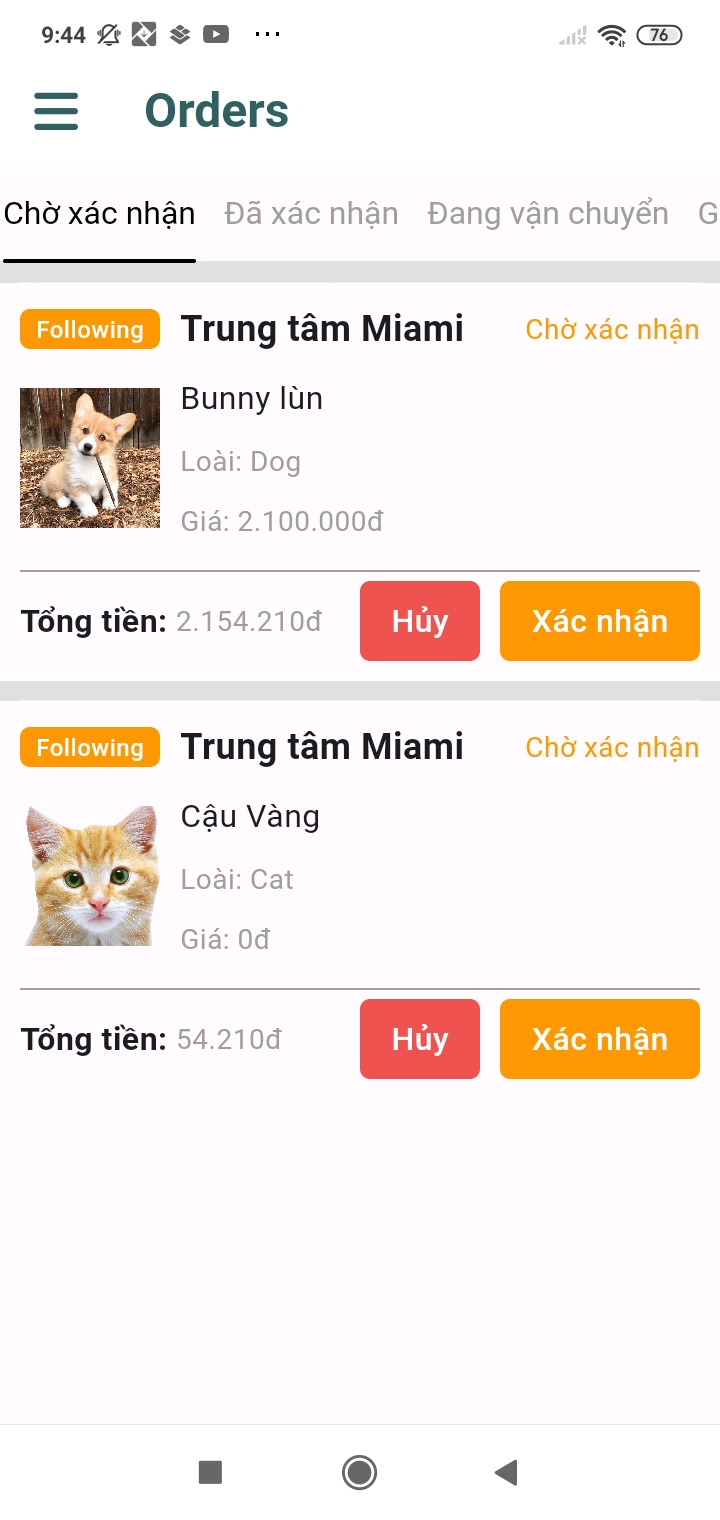 9:44 76
Orders
Chờ xác nhận Đã xác nhận Đang vận chuyển G
Following Trung tâm Miami Chờ xác nhận
Bunny lùn
Loài: Dog
Giá: 2.100.000đ
Tổng tiền: 2.154.210đ Hủy Xác nhận
Following Trung tâm Miami Chờ xác nhận
Cậu Vàng
Loài: Cat
Giá: 0đ
Tổng tiền: 54.210đ Hủy Xác nhận